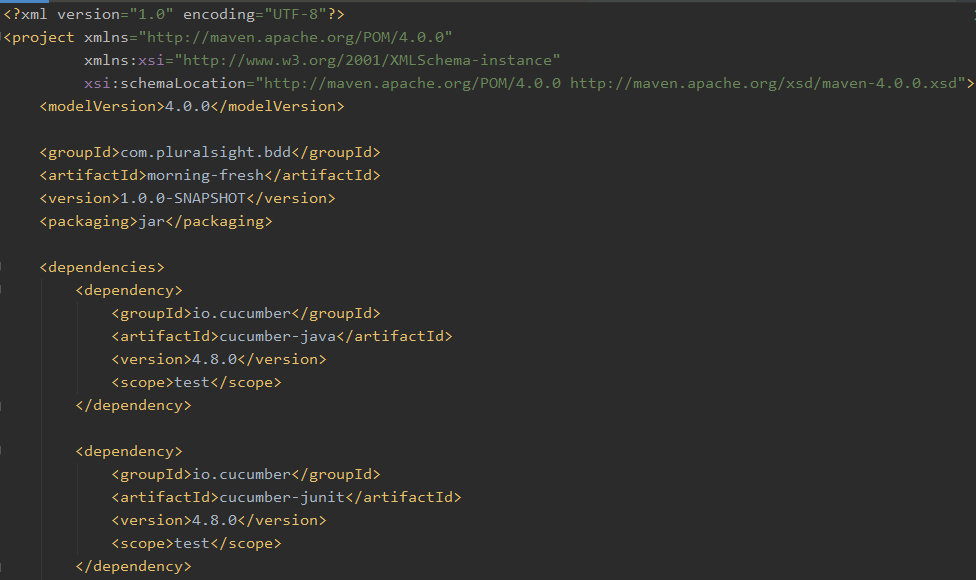 <?xml version="1.0" encoding="UTF-8"?>
<project xmlns="http://maven.apache.org/POM/4.0.0"
         xmlns:xsi="http://www.w3.org/2001/XMLSchema-instance"
         xsi:schemaLocation="http://maven.apache.org/POM/4.0.0 http://maven.apache.org/xsd/maven-4.0.0.xsd">
    <modelVersion>4.0.0</modelVersion>

    <groupId>com.pluralsight.bdd</groupId>
    <artifactId>morning-fresh</artifactId>
    <version>1.0.0-SNAPSHOT</version>
    <packaging>jar</packaging>

    <dependencies>
        <dependency>
            <groupId>io.cucumber</groupId>
            <artifactId>cucumber-java</artifactId>
            <version>4.8.0</version>
            <scope>test</scope>
        </dependency>

        <dependency>
            <groupId>io.cucumber</groupId>
            <artifactId>cucumber-junit</artifactId>
            <version>4.8.0</version>
            <scope>test</scope>
        </dependency>